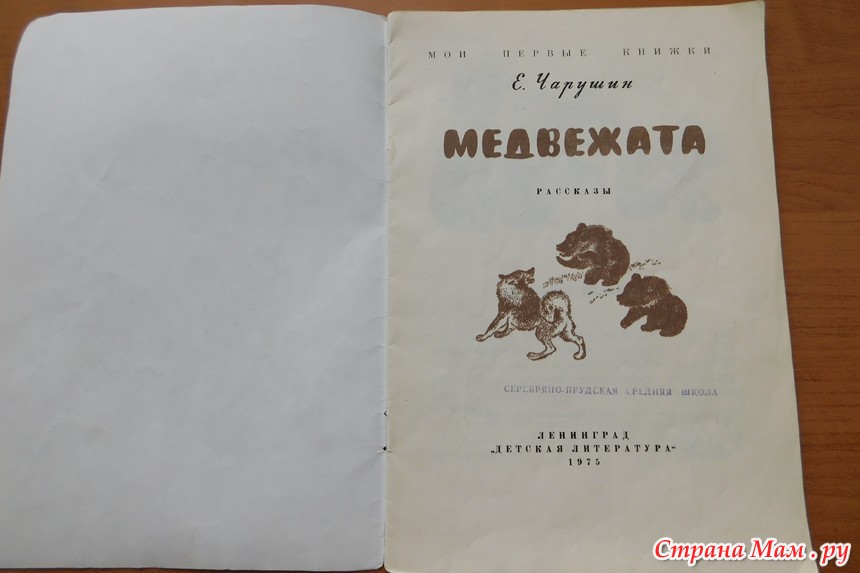 МОИ ПЕРВЫЕ КНИЖКИ
Е. Чарушин
МЕДВЕЖАТА
РАССКАЗЫ
СЕРЕБРЯНО-ПРУДСКАЯ СРЕДНЯЯ ШКОЛА
ЛЕНИНГРАД
„ДЕТСКАЯ ЛИТЕРАТУРА“
1975
Страна Мам.ру